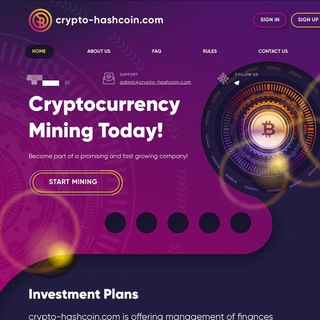 crypto-hashcoin.com
SIGN IN
SIGN UP
HOME
ABOUT US
FAQ
RULES
CONTACT US
SUPPORT
admin@crypto-hashcoin.com
FOLLOW US
Cryptocurrency
Mining Today!
Become part of a promising and fast growing company!
START MINING
Investment Plans
crypto-hashcoin.com is offering management of finances